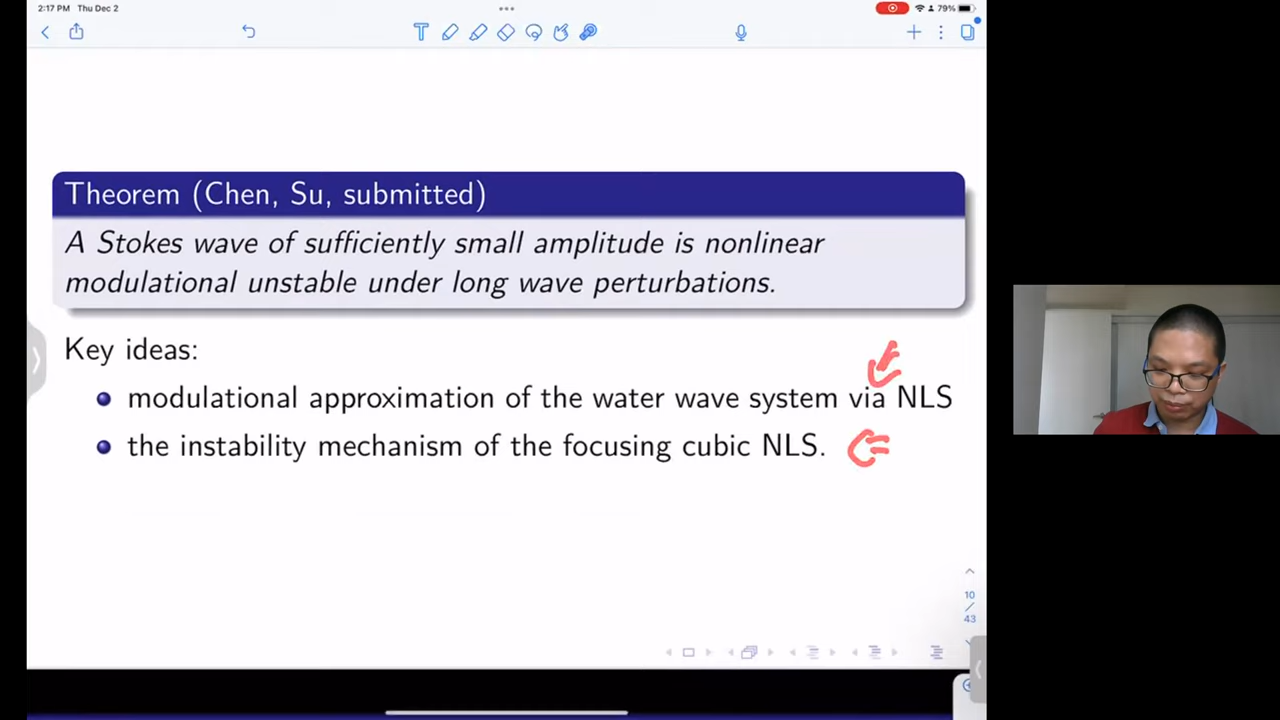 2:17 PM Thu Dec 2
79%
Theorem (Chen, Su, submitted)
A Stokes wave of sufficiently small amplitude is nonlinear
modulational unstable under long wave perturbations.
Key ideas:
modulational approximation of the water wave system via NLS
the instability mechanism of the focusing cubic NLS.
10
/
43